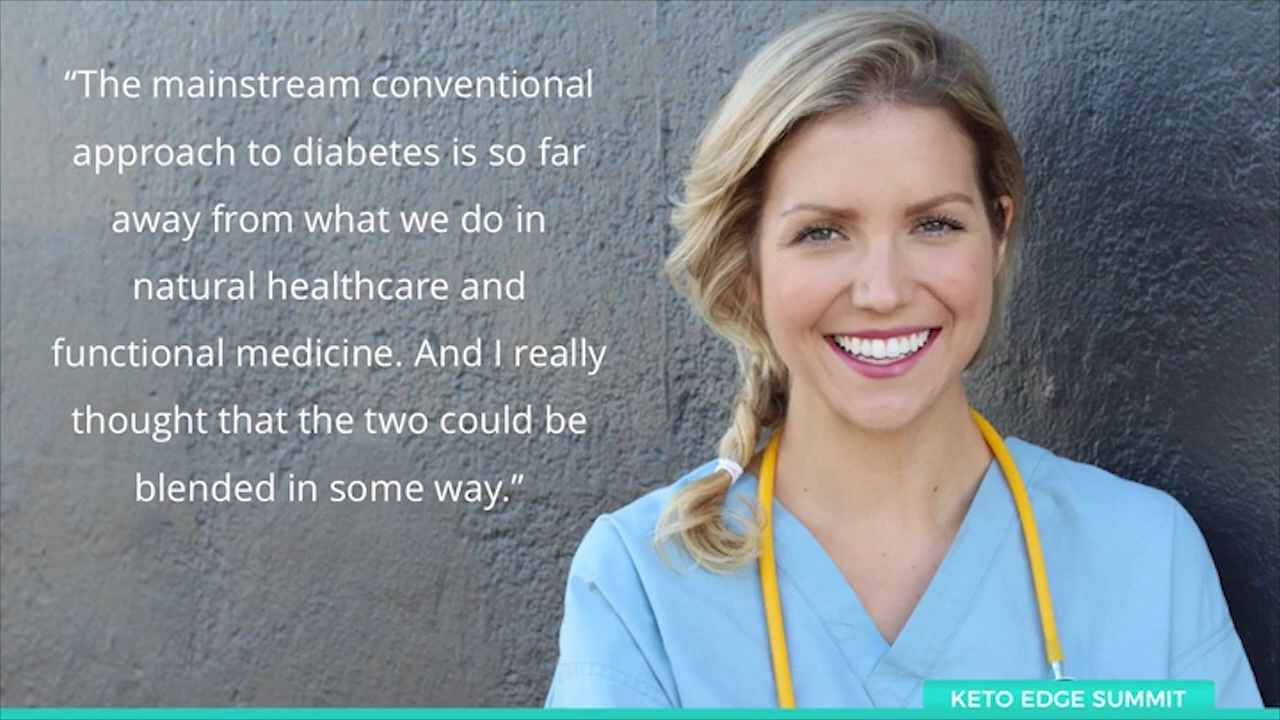 “The mainstream conventional
approach to diabetes is so far
away from what we do in
natural healthcare and
functional medicine. And I really
thought that the two could be
blended in some way.”
KETO EDGE SUMMIT